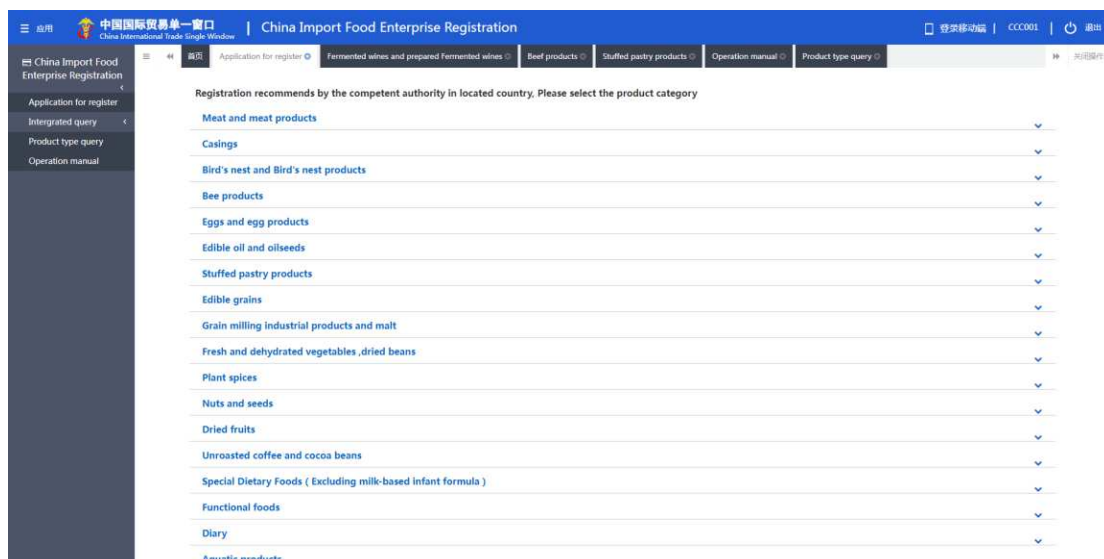 应用
中国国际贸易单一窗口
China International Trade Single Window
China Import Food Enterprise Registration
登录移动端 | CCC001 | 退出
China Import Food
Enterprise Registration
首页 Application for register Fermented wines and prepared Fermented wines Beef products Stuffed pastry products Operation manual Product type query 关闭操作
Application for register
Intergrated query
Product type query
Operation manual
Registration recommends by the competent authority in located country, Please select the product category
Meat and meat products
Casings
Bird's nest and Bird's nest products
Bee products
Eggs and egg products
Edible oil and oilseeds
Stuffed pastry products
Edible grains
Grain milling industrial products and malt
Fresh and dehydrated vegetables ,dried beans
Plant spices
Nuts and seeds
Dried fruits
Unroasted coffee and cocoa beans
Special Dietary Foods ( Excluding milk-based infant formula )
Functional foods
Diary
Aquatic products